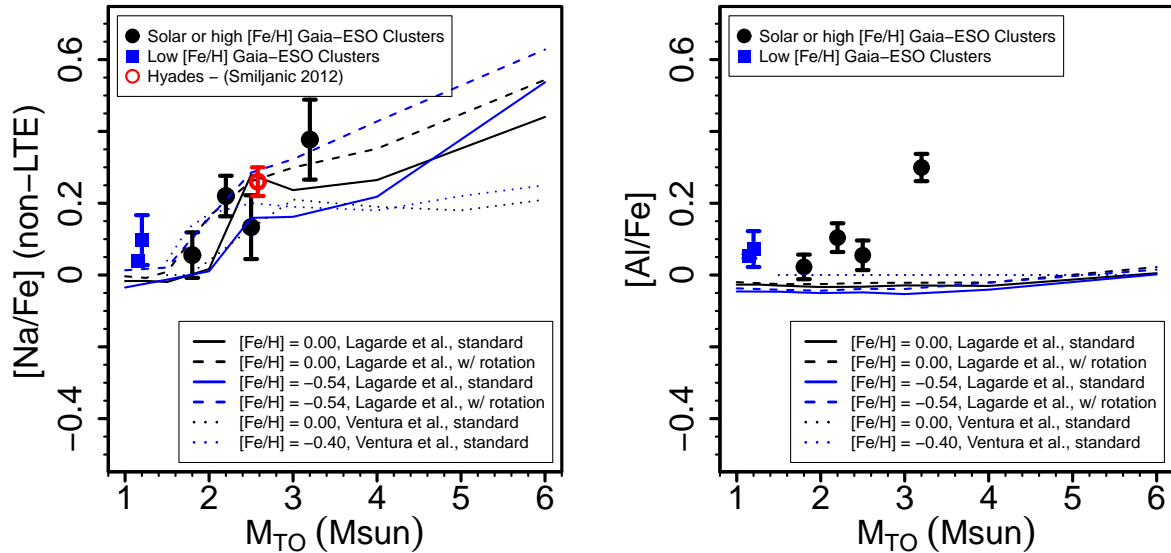 Solar or high [Fe/H] Gaia−ESO Clusters
Low [Fe/H] Gaia−ESO Clusters
Hyades − (Smiljanic 2012)
[Na/Fe] (non−LTE)
0.6
0.2
0
−0.4
[Fe/H] = 0.00, Lagarde et al., standard
[Fe/H] = 0.00, Lagarde et al., w/ rotation
[Fe/H] = −0.54, Lagarde et al., standard
[Fe/H] = −0.54, Lagarde et al., w/ rotation
[Fe/H] = 0.00, Ventura et al., standard
[Fe/H] = −0.40, Ventura et al., standard
1 2 3 4 5 6
M_TO (Msun)
Solar or high [Fe/H] Gaia−ESO Clusters
Low [Fe/H] Gaia−ESO Clusters
[Al/Fe]
0.6
0.2
0
−0.4
[Fe/H] = 0.00, Lagarde et al., standard
[Fe/H] = 0.00, Lagarde et al., w/ rotation
[Fe/H] = −0.54, Lagarde et al., standard
[Fe/H] = −0.54, Lagarde et al., w/ rotation
[Fe/H] = 0.00, Ventura et al., standard
[Fe/H] = −0.40, Ventura et al., standard
1 2 3 4 5 6
M_TO (Msun)